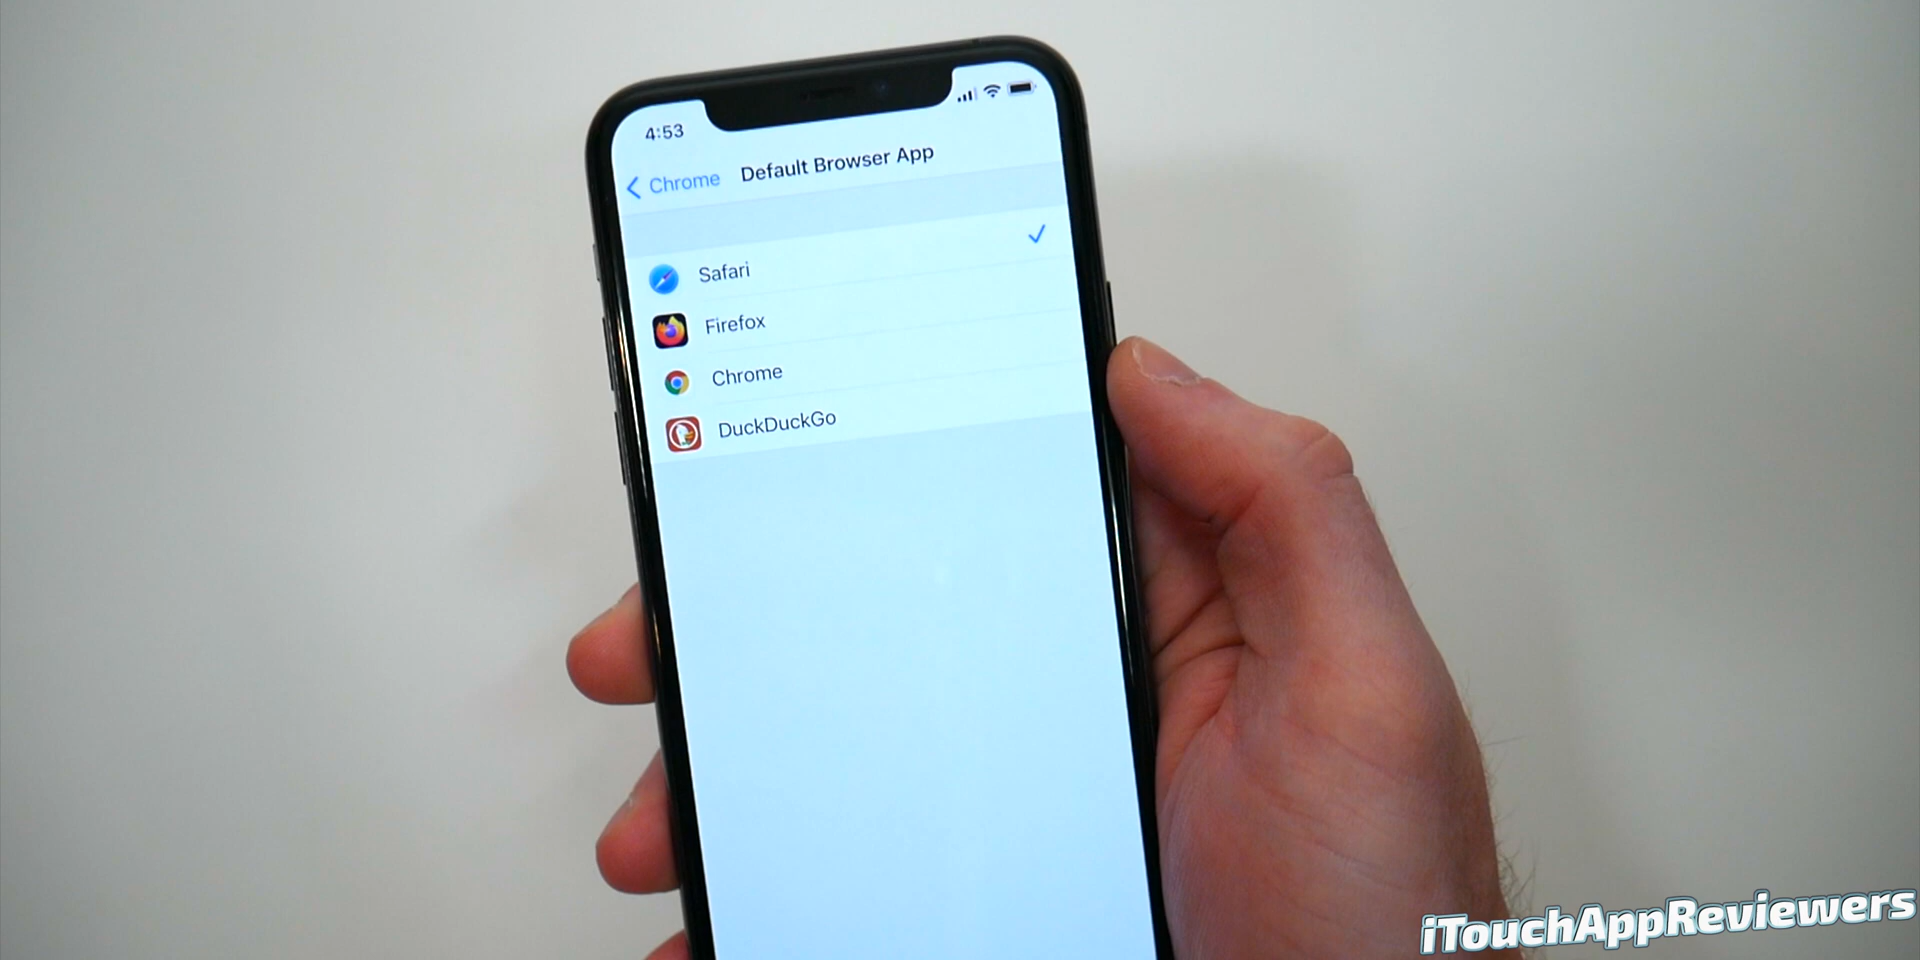 4:53
Chrome
Default Browser App
Safari
Firefox
Chrome
DuckDuckGo
iTouchAppReviewers